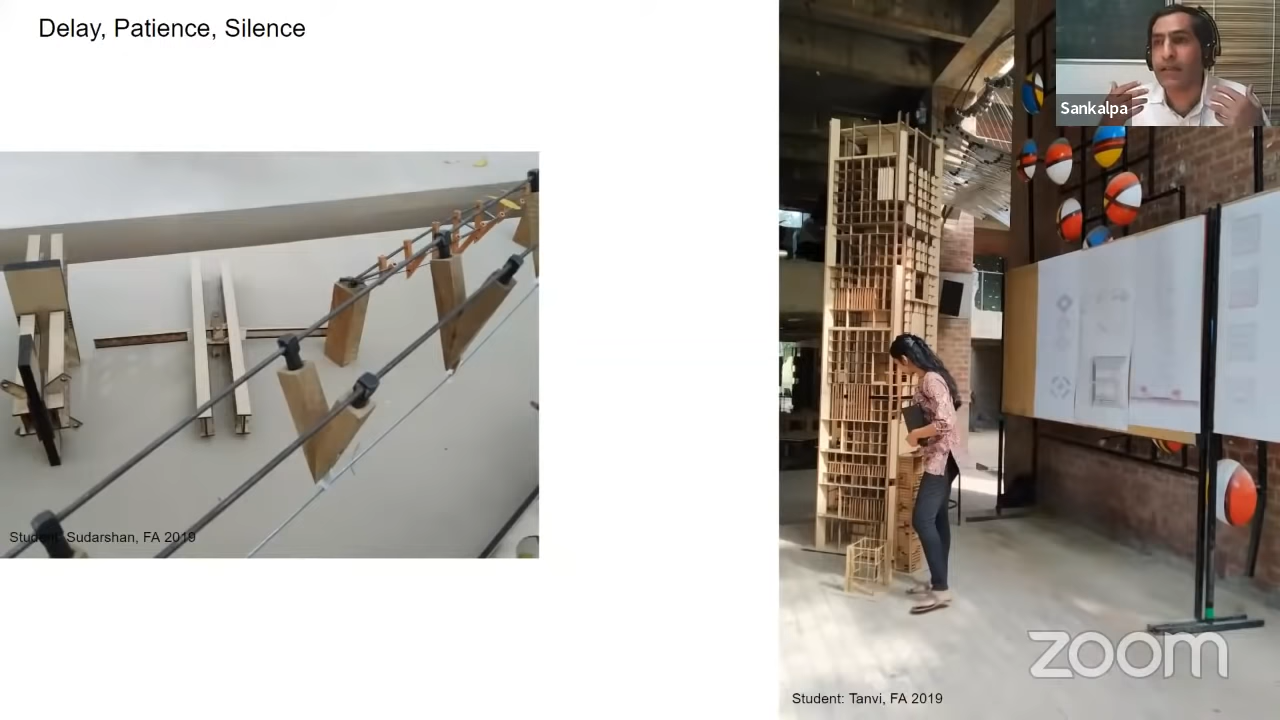 Delay, Patience, Silence
Sankalpa
Student: Sudarshan, FA 2019
Student: Tanvi, FA 2019
zoom